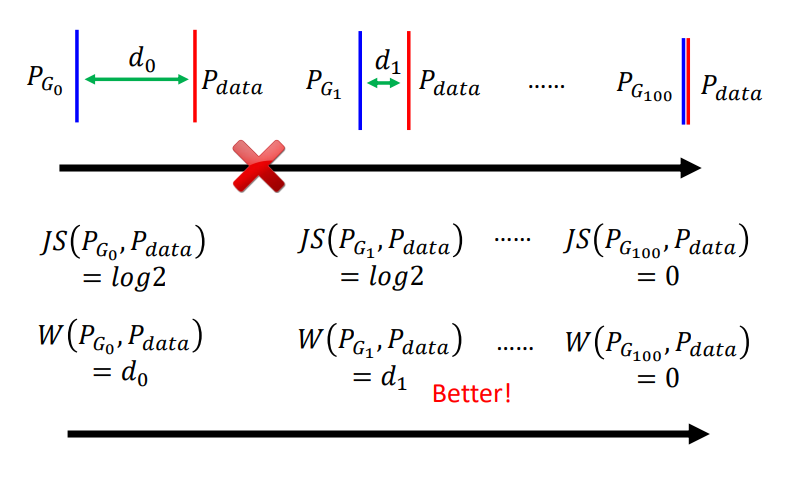 P_{G_0} d_0 P_{data} P_{G_1} d_1 P_{data} ...... P_{G_{100}} P_{data}
JS(P_{G_0}, P_{data}) JS(P_{G_1}, P_{data}) ...... JS(P_{G_{100}}, P_{data})
= log2 = log2 = 0
W(P_{G_0}, P_{data}) W(P_{G_1}, P_{data}) ...... W(P_{G_{100}}, P_{data})
= d_0 = d_1 = 0
Better!